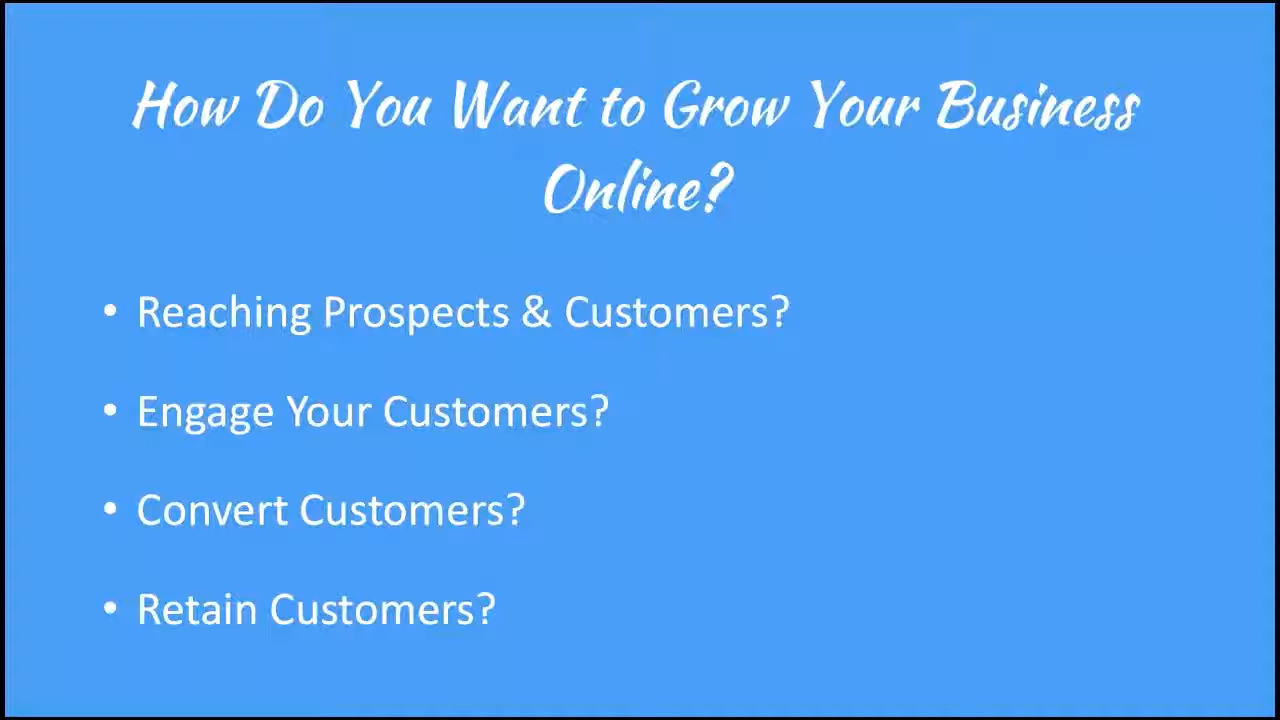 How Do You Want to Grow Your Business
Online?
• Reaching Prospects & Customers?
• Engage Your Customers?
• Convert Customers?
• Retain Customers?